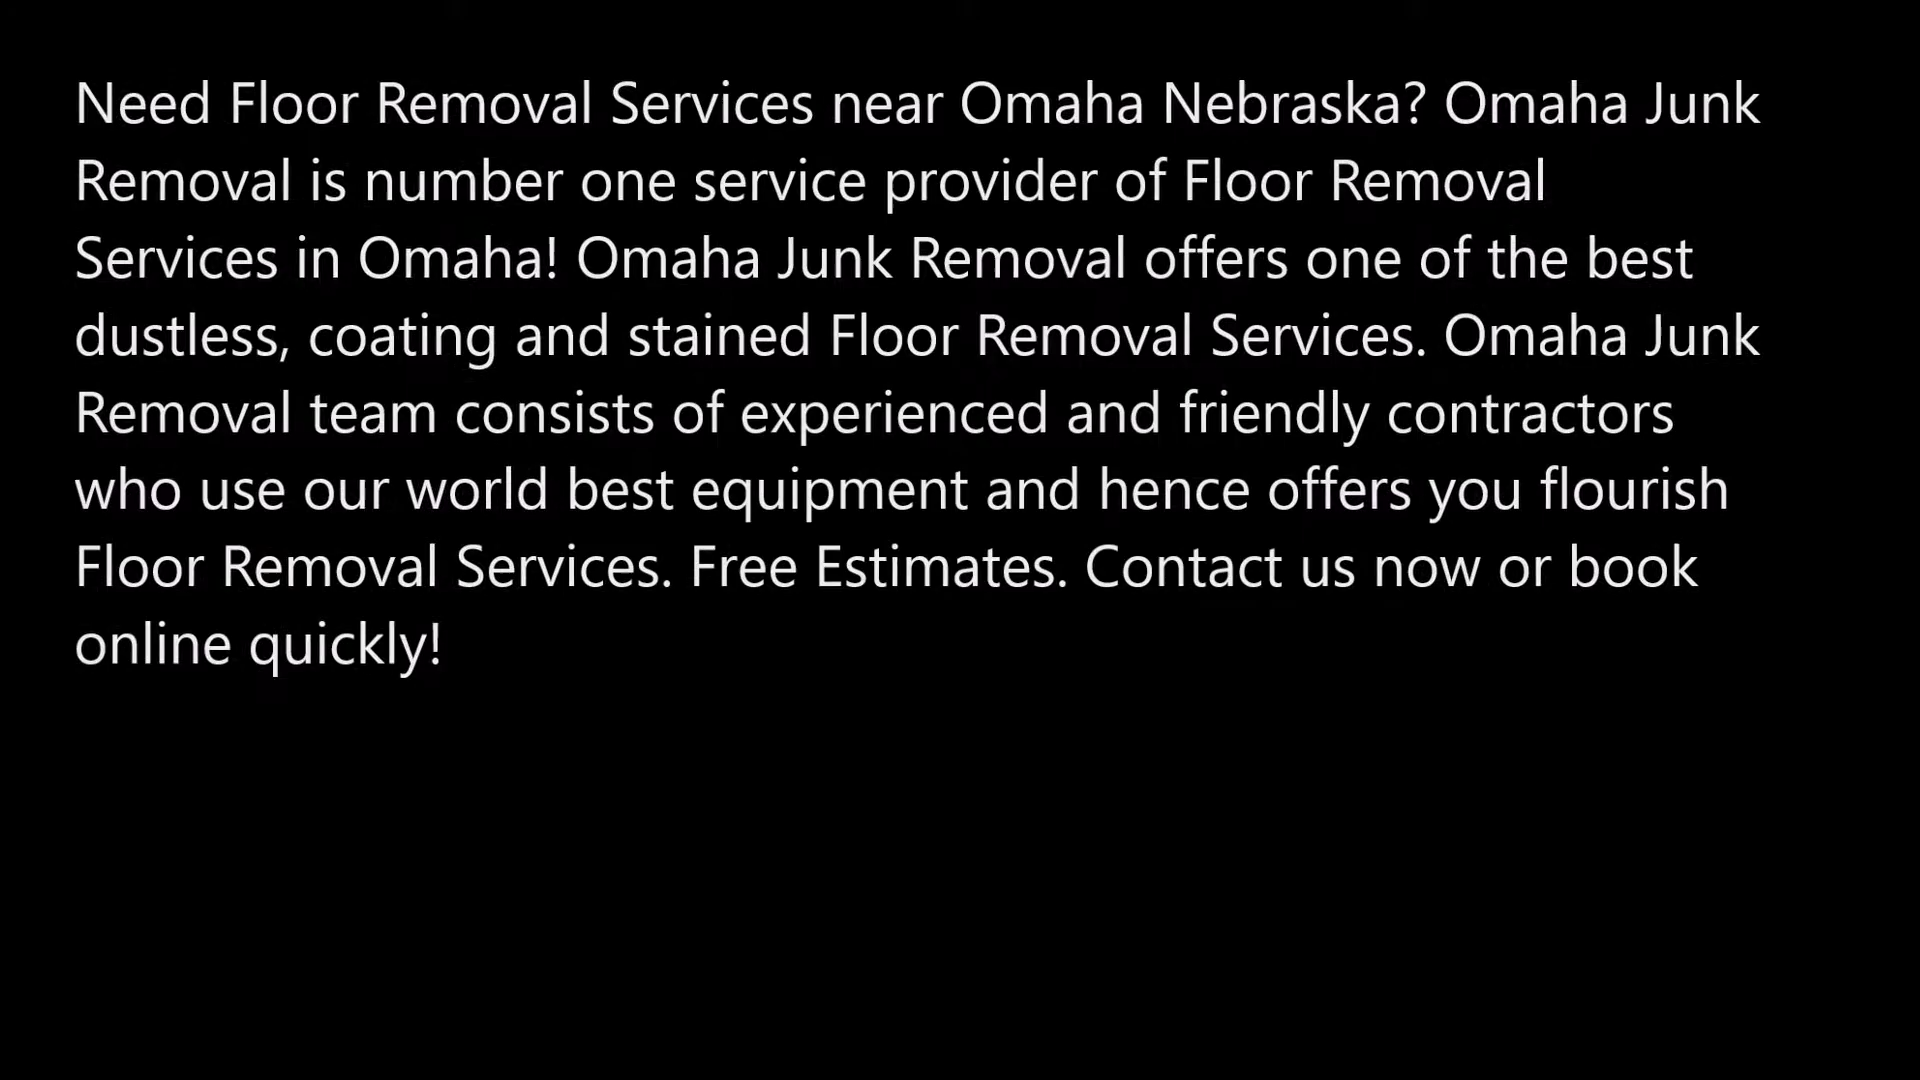 Need Floor Removal Services near Omaha Nebraska? Omaha Junk
Removal is number one service provider of Floor Removal
Services in Omaha! Omaha Junk Removal offers one of the best
dustless, coating and stained Floor Removal Services. Omaha Junk
Removal team consists of experienced and friendly contractors
who use our world best equipment and hence offers you flourish
Floor Removal Services. Free Estimates. Contact us now or book
online quickly!